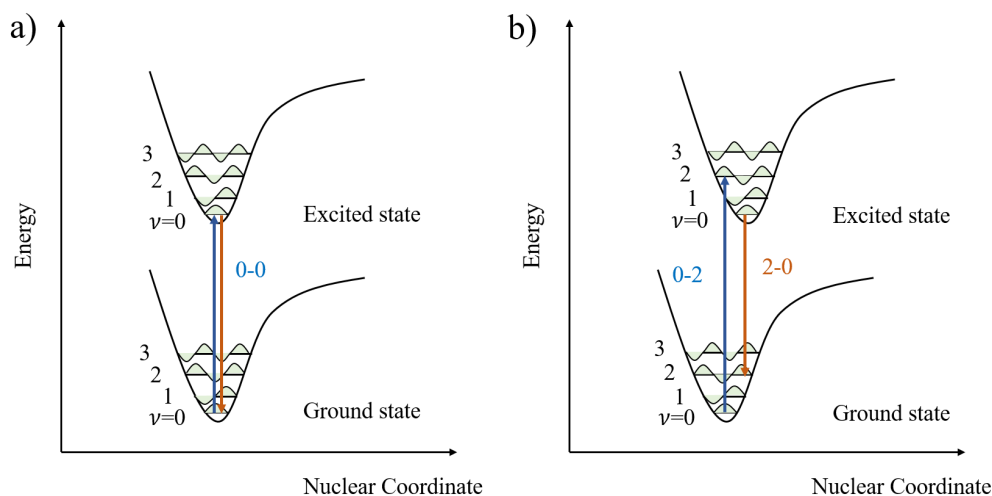 a)
Energy
3
2
1
ν=0
Excited state
0-0
3
2
1
ν=0
Ground state
Nuclear Coordinate
b)
Energy
3
2
1
ν=0
Excited state
0-2
2-0
3
2
1
ν=0
Ground state
Nuclear Coordinate